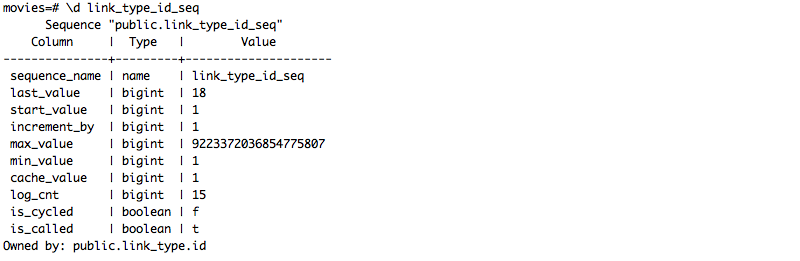 movies=# \d link_type_id_seq
      Sequence "public.link_type_id_seq"
    Column     |  Type   |        Value
---------------+---------+---------------------
 sequence_name | name    | link_type_id_seq
 last_value    | bigint  | 18
 start_value   | bigint  | 1
 increment_by  | bigint  | 1
 max_value     | bigint  | 9223372036854775807
 min_value     | bigint  | 1
 cache_value   | bigint  | 1
 log_cnt       | bigint  | 15
 is_cycled     | boolean | f
 is_called     | boolean | t
Owned by: public.link_type.id